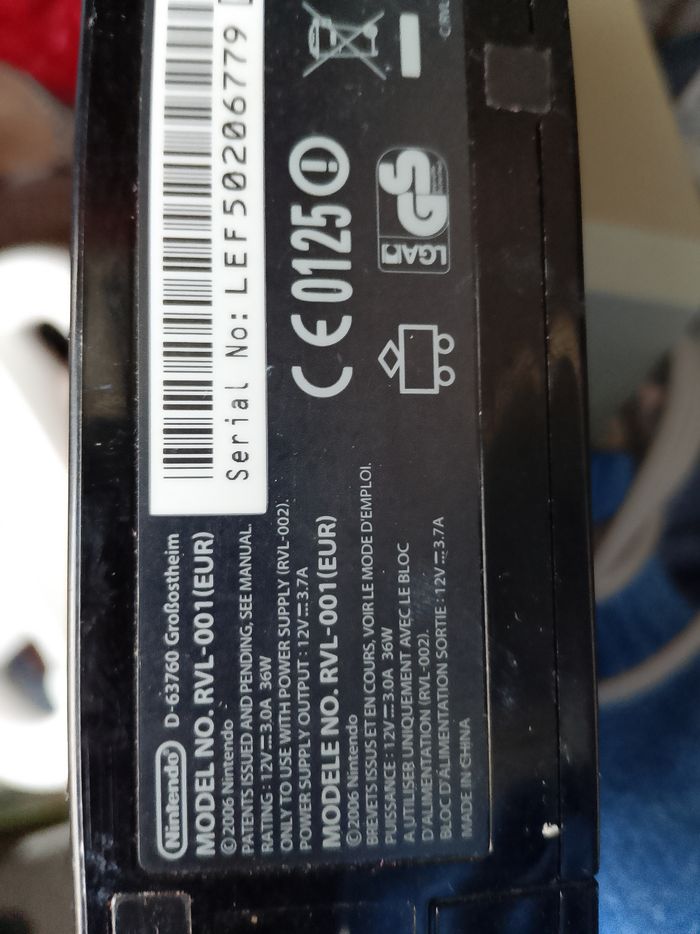 Nintendo D-63760 Großostheim
MODEL NO. RVL-001(EUR)
©2006 Nintendo
PATENTS ISSUED AND PENDING, SEE MANUAL.
RATING : 12V⎓3.0A 36W
ONLY TO USE WITH POWER SUPPLY (RVL-002).
POWER SUPPLY OUTPUT : 12V⎓3.7A
MODELE NO. RVL-001(EUR)
©2006 Nintendo
BREVETS ISSUS ET EN COURS, VOIR LE MODE D'EMPLOI.
PUISSANCE : 12V⎓3.0A 36W
A UTILISER UNIQUEMENT AVEC LE BLOC
D'ALIMENTATION (RVL-002).
BLOC D'ALIMENTATION SORTIE : 12V⎓3.7A
MADE IN CHINA
Serial No: LEF50206779
CE 0125
LGA
GS